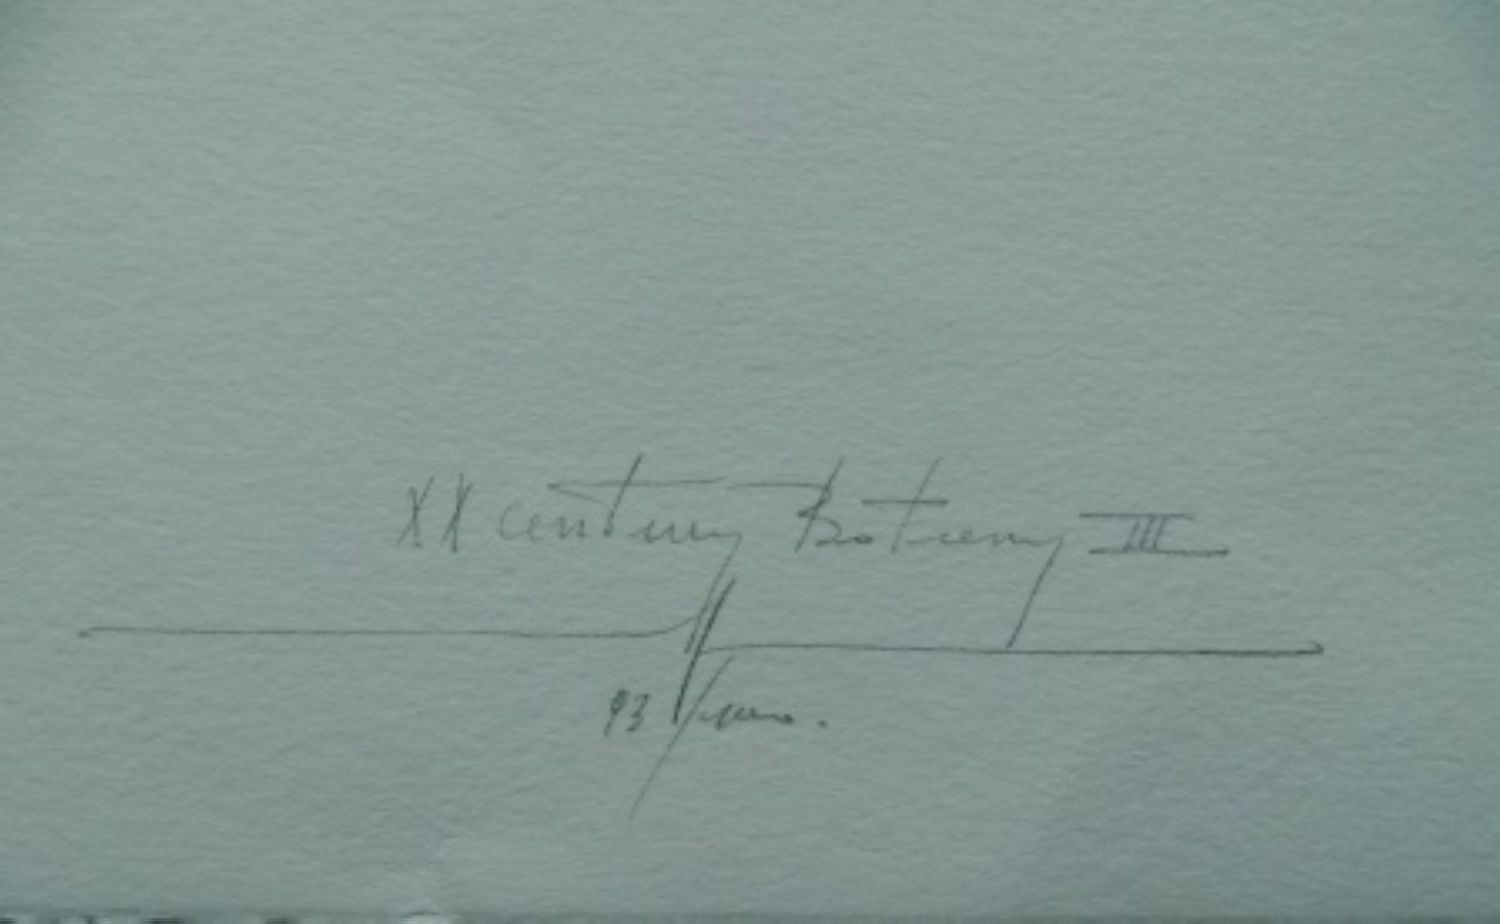 XX century Botany III
93